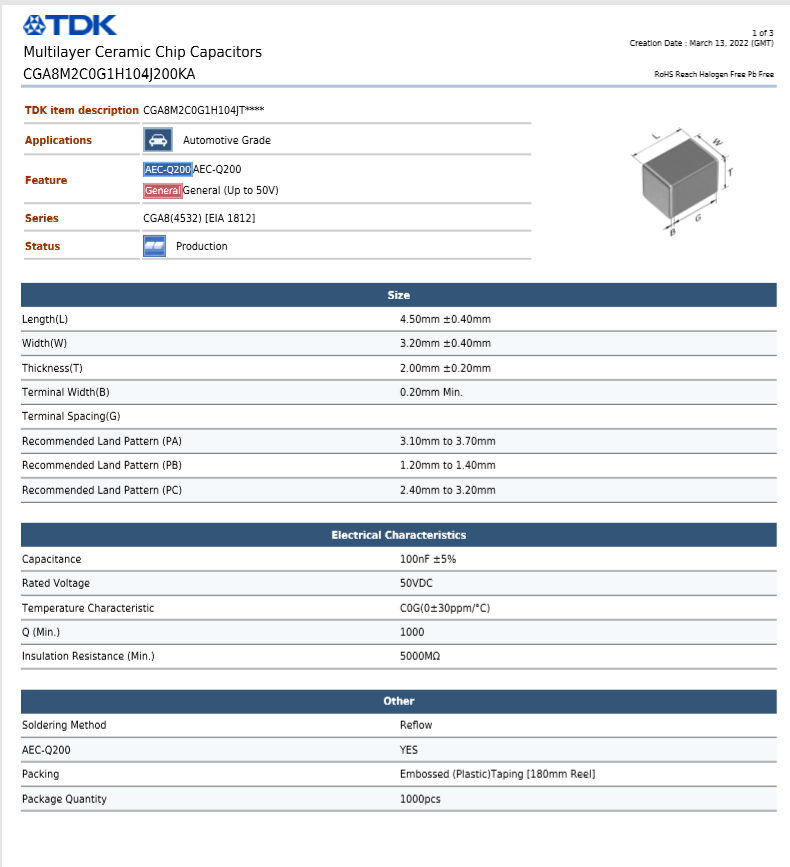 TDK
1 of 3
Creation Date : March 13, 2022 (GMT)
Multilayer Ceramic Chip Capacitors
CGA8M2C0G1H104J200KA
RoHS Reach Halogen Free Pb Free
TDK item description CGA8M2C0G1H104JT****
Applications Automotive Grade
Feature
AEC-Q200 AEC-Q200
General General (Up to 50V)
Series CGA8(4532) [EIA 1812]
Status Production
L
W
T
G
B
Size
Length(L) 4.50mm ±0.40mm
Width(W) 3.20mm ±0.40mm
Thickness(T) 2.00mm ±0.20mm
Terminal Width(B) 0.20mm Min.
Terminal Spacing(G)
Recommended Land Pattern (PA) 3.10mm to 3.70mm
Recommended Land Pattern (PB) 1.20mm to 1.40mm
Recommended Land Pattern (PC) 2.40mm to 3.20mm
Electrical Characteristics
Capacitance 100nF ±5%
Rated Voltage 50VDC
Temperature Characteristic C0G(0±30ppm/°C)
Q (Min.) 1000
Insulation Resistance (Min.) 5000MΩ
Other
Soldering Method Reflow
AEC-Q200 YES
Packing Embossed (Plastic)Taping [180mm Reel]
Package Quantity 1000pcs